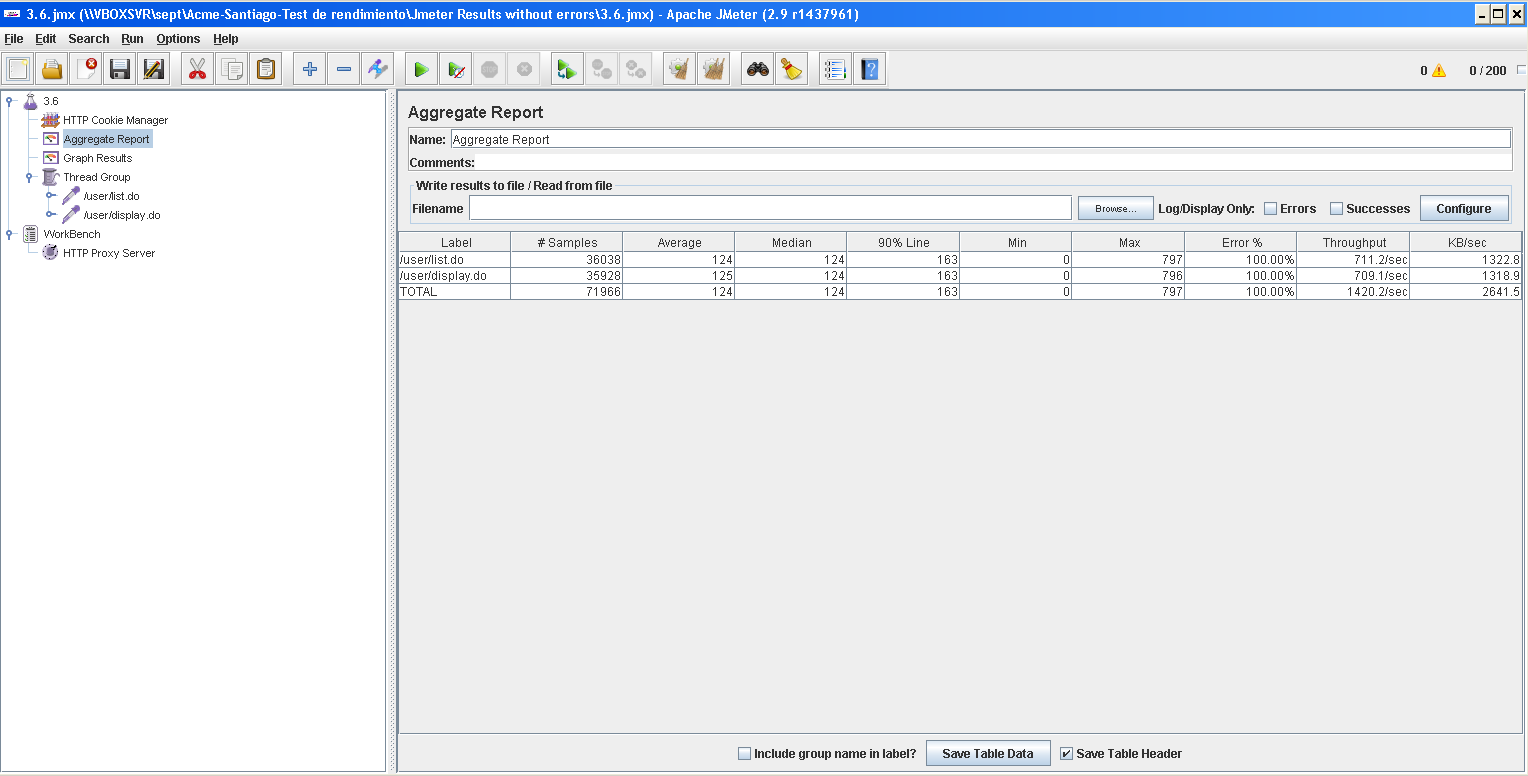 3.6.jmx (\\VBOXSVR\sept\Acme-Santiago-Test de rendimiento\Jmeter Results without errors\3.6.jmx) - Apache JMeter (2.9 r1437961)
File Edit Search Run Options Help
0 0 / 200
3.6
HTTP Cookie Manager
Aggregate Report
Graph Results
Thread Group
/user/list.do
/user/display.do
WorkBench
HTTP Proxy Server
Aggregate Report
Name: Aggregate Report
Comments:
Write results to file / Read from file
Filename Browse... Log/Display Only: Errors Successes Configure
Label # Samples Average Median 90% Line Min Max Error % Throughput KB/sec
/user/list.do 36038 124 124 163 0 797 100.00% 711.2/sec 1322.8
/user/display.do 35928 125 124 163 0 796 100.00% 709.1/sec 1318.9
TOTAL 71966 124 124 163 0 797 100.00% 1420.2/sec 2641.5
Include group name in label? Save Table Data Save Table Header